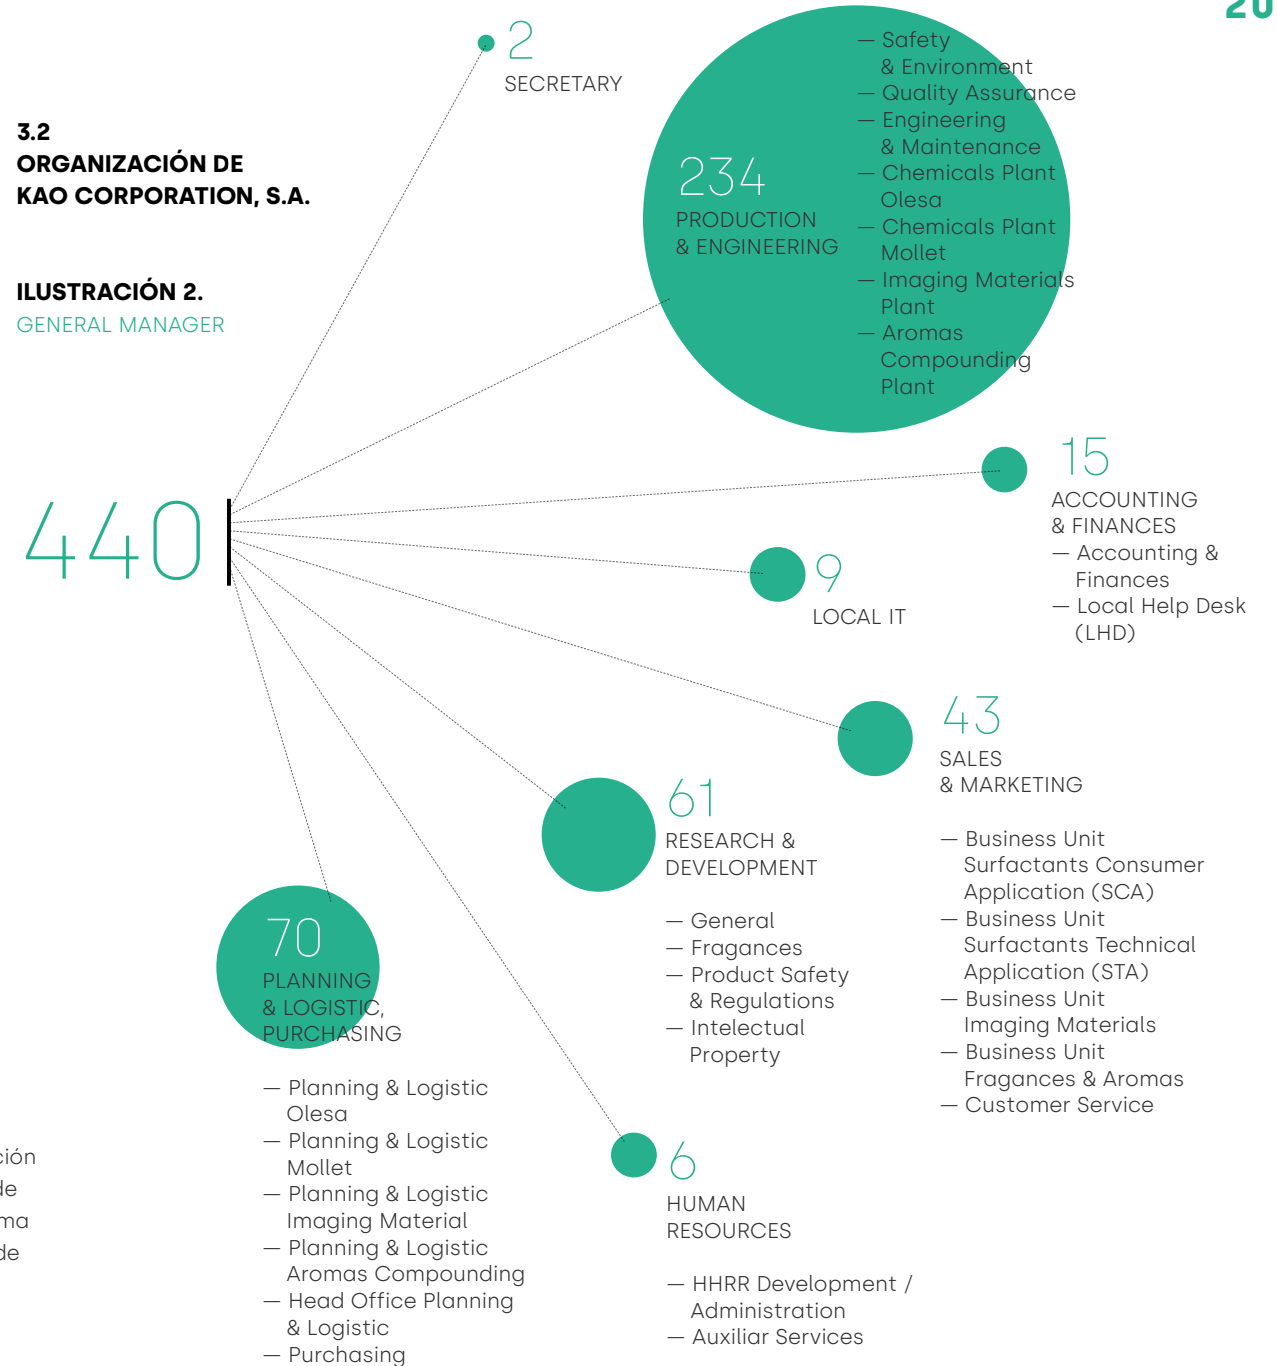 20
3.2
ORGANIZACIÓN DE
KAO CORPORATION, S.A.
ILUSTRACIÓN 2.
GENERAL MANAGER
440
2
SECRETARY
234
PRODUCTION
& ENGINEERING
— Safety
& Environment
— Quality Assurance
— Engineering
& Maintenance
— Chemicals Plant
Olesa
— Chemicals Plant
Mollet
— Imaging Materials
Plant
— Aromas
Compounding
Plant
15
ACCOUNTING
& FINANCES
— Accounting &
Finances
— Local Help Desk
(LHD)
9
LOCAL IT
43
SALES
& MARKETING
— Business Unit
Surfactants Consumer
Application (SCA)
— Business Unit
Surfactants Technical
Application (STA)
— Business Unit
Imaging Materials
— Business Unit
Fragances & Aromas
— Customer Service
61
RESEARCH &
DEVELOPMENT
— General
— Fragances
— Product Safety
& Regulations
— Intelectual
Property
70
PLANNING
& LOGISTIC,
PURCHASING
— Planning & Logistic
Olesa
— Planning & Logistic
Mollet
— Planning & Logistic
Imaging Material
— Planning & Logistic
Aromas Compounding
— Head Office Planning
& Logistic
— Purchasing
6
HUMAN
RESOURCES
— HHRR Development /
Administration
— Auxiliar Services